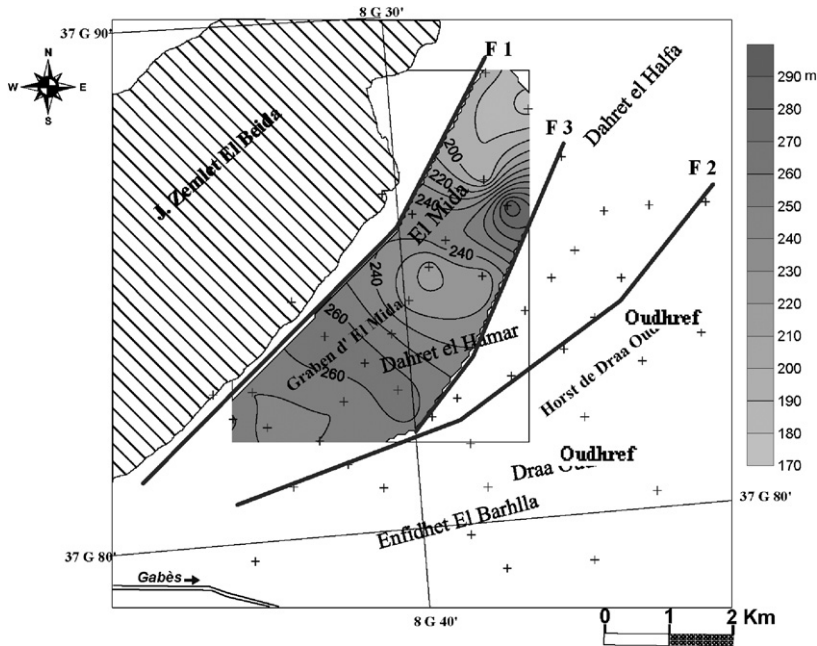 8 G 30'
37 G 90'
N
W E
S
F 1
Dahret el Halfa
290 m
280
270
260
250
240
230
220
210
200
190
180
170
F 3
F 2
J. Zemlet El Beida
200
220
240
El Mida
240
240
260
Graben d' El Mida
Dahret el Hamar
260
Oudhref
Horst de Draa Oud
Oudhref
Draa
Enfidhet El Barhlla
37 G 80'
37 G 80'
Gabès
8 G 40'
0 1 2 Km